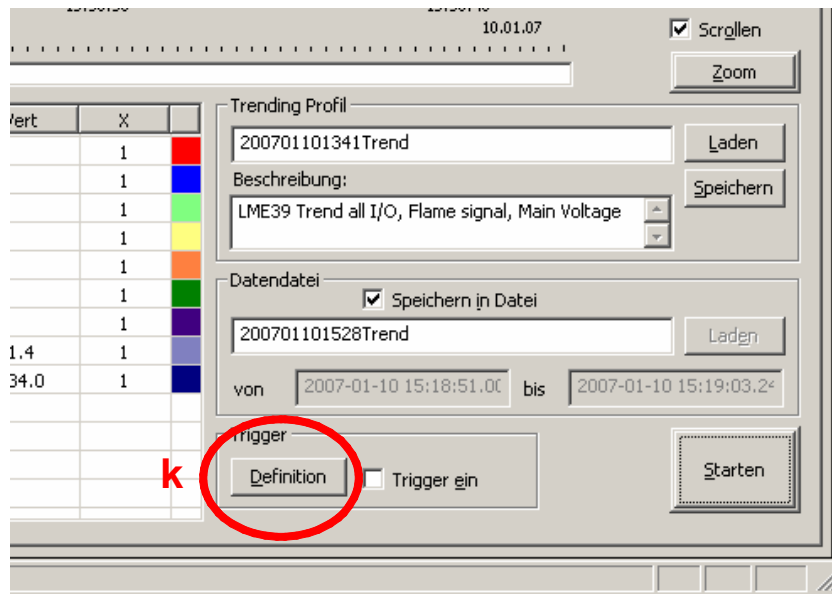 10.01.07
Scrollen
Zoom
Trending Profil
200701101341Trend
Laden
Beschreibung:
Speichern
LME39 Trend all I/O, Flame signal, Main Voltage
Datendatei
Speichern in Datei
200701101528Trend
Laden
von 2007-01-10 15:18:51.00 bis 2007-01-10 15:19:03.24
Trigger
k Definition
Trigger ein
Starten
Wert X
1
1
1
1
1
1
1
1.4 1
34.0 1